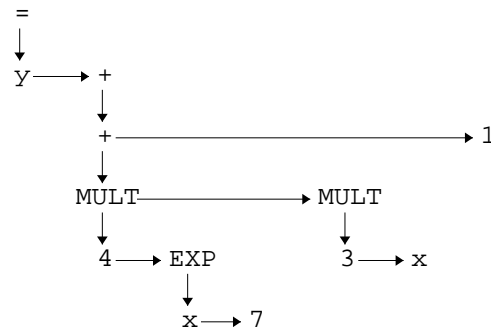 =
y +
+ 1
MULT MULT
4 EXP 3 x
x 7